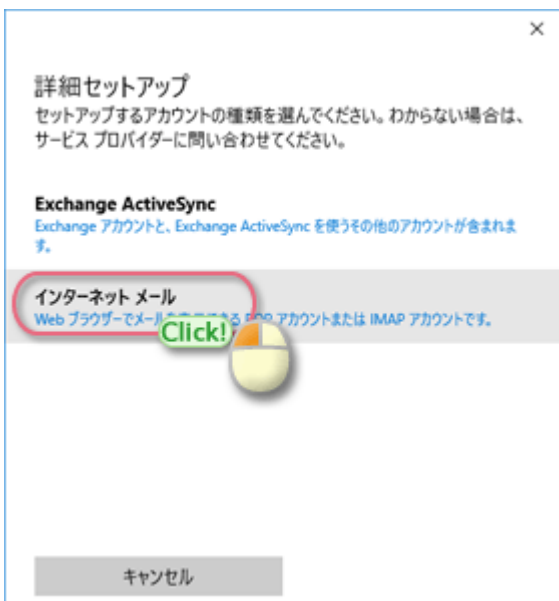 詳細セットアップ
セットアップするアカウントの種類を選んでください。わからない場合は、
サービス プロバイダーに問い合わせてください。
Exchange ActiveSync
Exchange アカウントと、Exchange ActiveSync を使うその他のアカウントが含まれま
す。
インターネット メール
Web ブラウザーでメール POP アカウントまたは IMAP アカウントです。
Click!
キャンセル